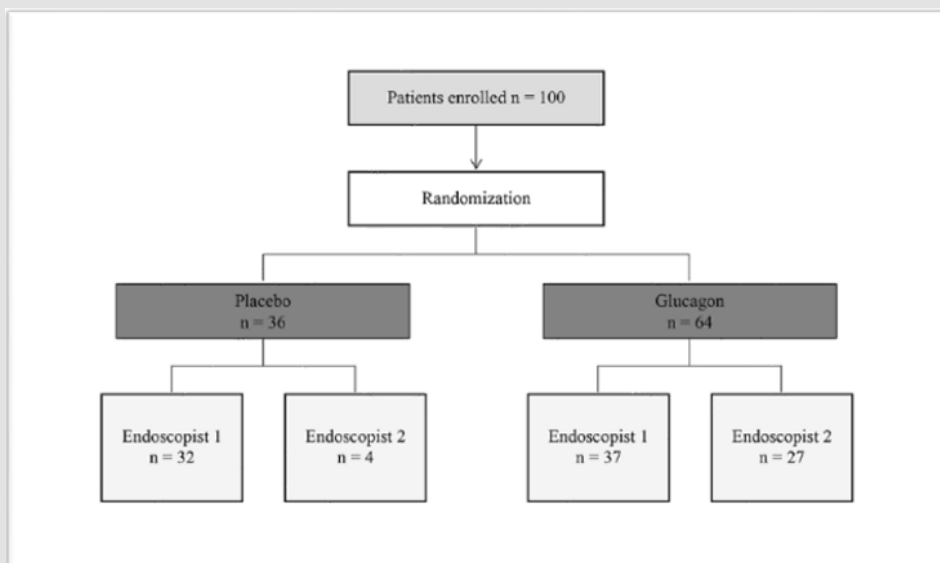 Patients enrolled n = 100
Randomization
Placebo
n = 36
Glucagon
n = 64
Endoscopist 1
n = 32
Endoscopist 2
n = 4
Endoscopist 1
n = 37
Endoscopist 2
n = 27